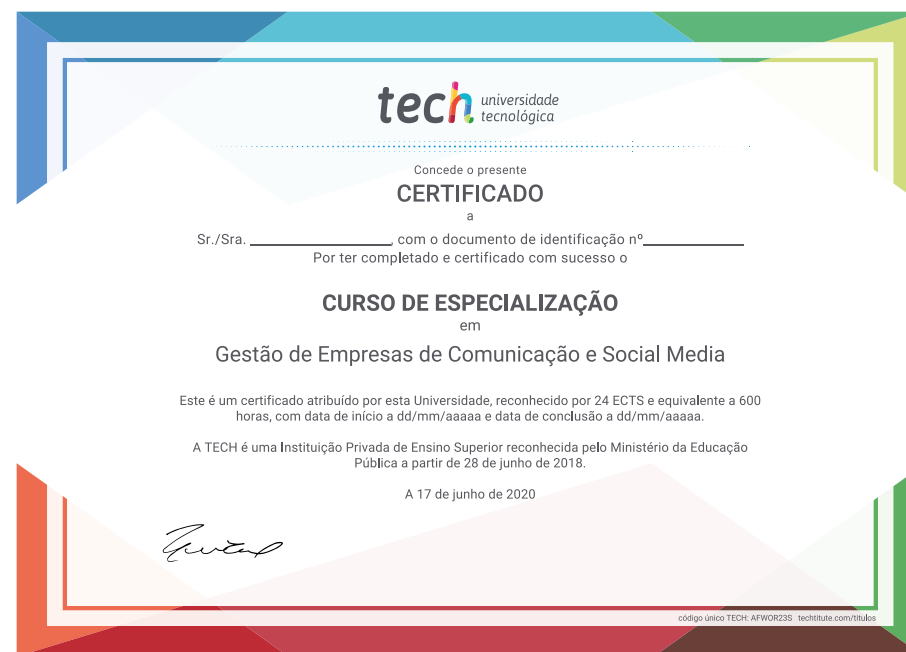 tech universidade
tecnológica
Concede o presente
CERTIFICADO
a
Sr./Sra. ____________, com o documento de identificação nº____________
Por ter completado e certificado com sucesso o
CURSO DE ESPECIALIZAÇÃO
em
Gestão de Empresas de Comunicação e Social Media
Este é um certificado atribuído por esta Universidade, reconhecido por 24 ECTS e equivalente a 600
horas, com data de início a dd/mm/aaaaa e data de conclusão a dd/mm/aaaaa.
A TECH é uma Instituição Privada de Ensino Superior reconhecida pelo Ministério da Educação
Pública a partir de 28 de junho de 2018.
A 17 de junho de 2020
código único TECH: AFWOR23S techtitute.com/titulos